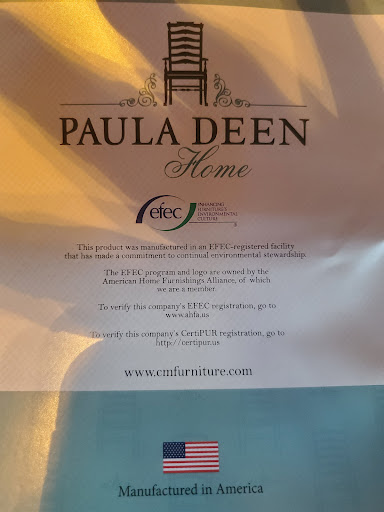 PAULA DEEN
Home
efec
ENHANCING
FURNITURE'S
ENVIRONMENTAL
CULTURE
This product was manufactured in an EFEC-registered facility
that has made a commitment to continual environmental stewardship.
The EFEC program and logo are owned by the
American Home Furnishings Alliance, of which
we are a member.
To verify this company's EFEC registration, go to
www.ahfa.us
To verify this company's CertiPUR registration, go to
http://certipur.us
www.cmfurniture.com
Manufactured in America